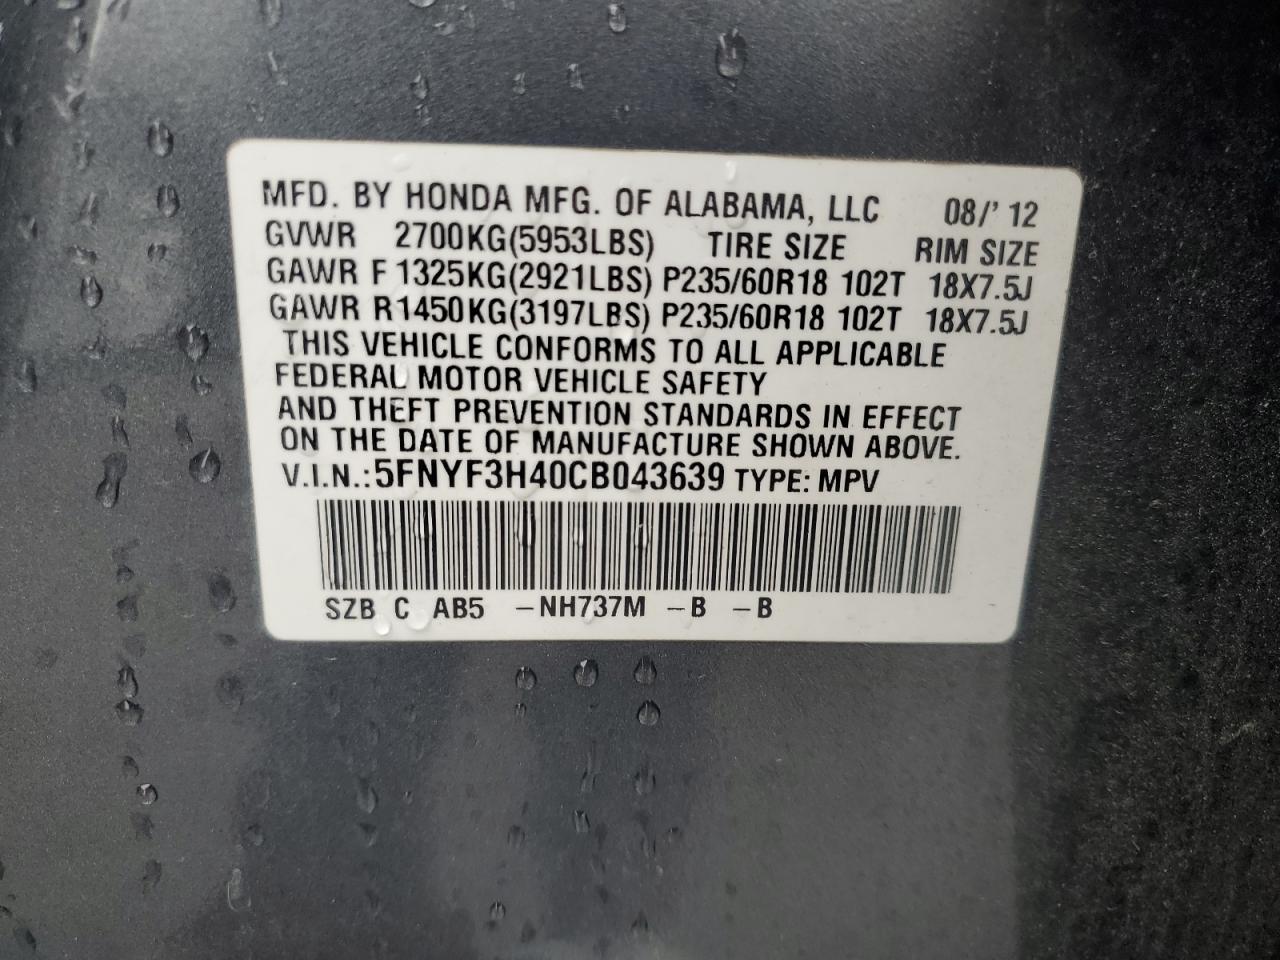 MFD. BY HONDA MFG. OF ALABAMA, LLC 08/' 12
GVWR 2700KG(5953LBS) TIRE SIZE RIM SIZE
GAWR F 1325KG(2921LBS) P235/60R18 102T 18X7.5J
GAWR R1450KG(3197LBS) P235/60R18 102T 18X7.5J
THIS VEHICLE CONFORMS TO ALL APPLICABLE
FEDERAL MOTOR VEHICLE SAFETY
AND THEFT PREVENTION STANDARDS IN EFFECT
ON THE DATE OF MANUFACTURE SHOWN ABOVE.
V.I.N.:5FNYF3H40CB043639 TYPE: MPV
SZB C AB5 -NH737M -B -B